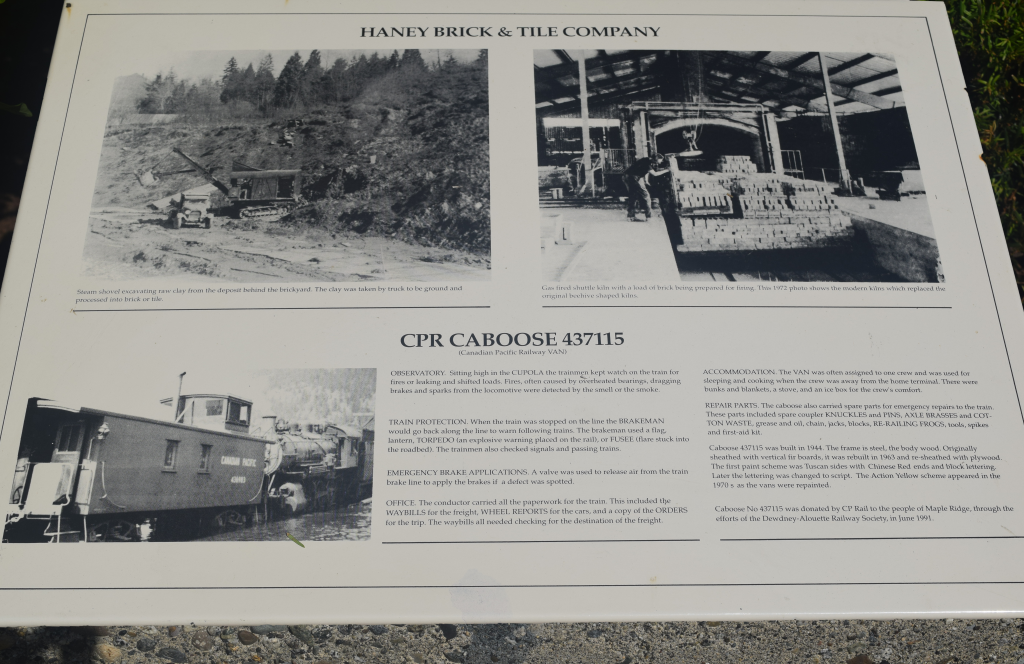 HANEY BRICK & TILE COMPANY
Steam shovel excavating raw clay from the deposit behind the brickyard. The clay was taken by truck to be ground and
processed into brick or tile.
Gas fired shuttle kiln with a load of brick being prepared for firing. This 1972 photo shows the modern kilns which replaced the
original beehive shaped kilns.
CPR CABOOSE 437115
(Canadian Pacific Railway VAN)
OBSERVATORY. Sitting high in the CUPOLA the trainmen kept watch on the train for
fires or leaking and shifted loads. Fires, often caused by overheated bearings, dragging
brakes and sparks from the locomotive were detected by the smell or the smoke.
TRAIN PROTECTION. When the train was stopped on the line the BRAKEMAN
would go back along the line to warn following trains. The brakeman used a flag,
lantern, TORPEDO (an explosive warning placed on the rail), or FUSEE (flare stuck into
the roadbed). The trainmen also checked signals and passing trains.
EMERGENCY BRAKE APPLICATIONS. A valve was used to release air from the train
brake line to apply the brakes if a defect was spotted.
OFFICE. The conductor carried all the paperwork for the train. This included the
WAYBILLS for the freight, WHEEL REPORTS for the cars, and a copy of the ORDERS
for the trip. The waybills all needed checking for the destination of the freight.
ACCOMMODATION. The VAN was often assigned to one crew and was used for
sleeping and cooking when the crew was away from the home terminal. There were
bunks and blankets, a stove, and an ice box for the crew's comfort.
REPAIR PARTS. The caboose also carried spare parts for emergency repairs to the train.
These parts included spare coupler KNUCKLES and PINS, AXLE BRASSES and COT-
TON WASTE, grease and oil, chain, jacks, blocks, RE-RAILING FROGS, tools, spikes
and first-aid kit.
Caboose 437115 was built in 1944. The frame is steel, the body wood. Originally
sheathed with vertical fir boards, it was rebuilt in 1963 and re-sheathed with plywood.
The first paint scheme was Tuscan sides with Chinese Red ends and block lettering.
Later the lettering was changed to script. The Action Yellow scheme appeared in the
1970 s as the vans were repainted.
Caboose No 437115 was donated by CP Rail to the people of Maple Ridge, through the
efforts of the Dewdney-Alouette Railway Society, in June 1991.
CANADIAN PACIFIC